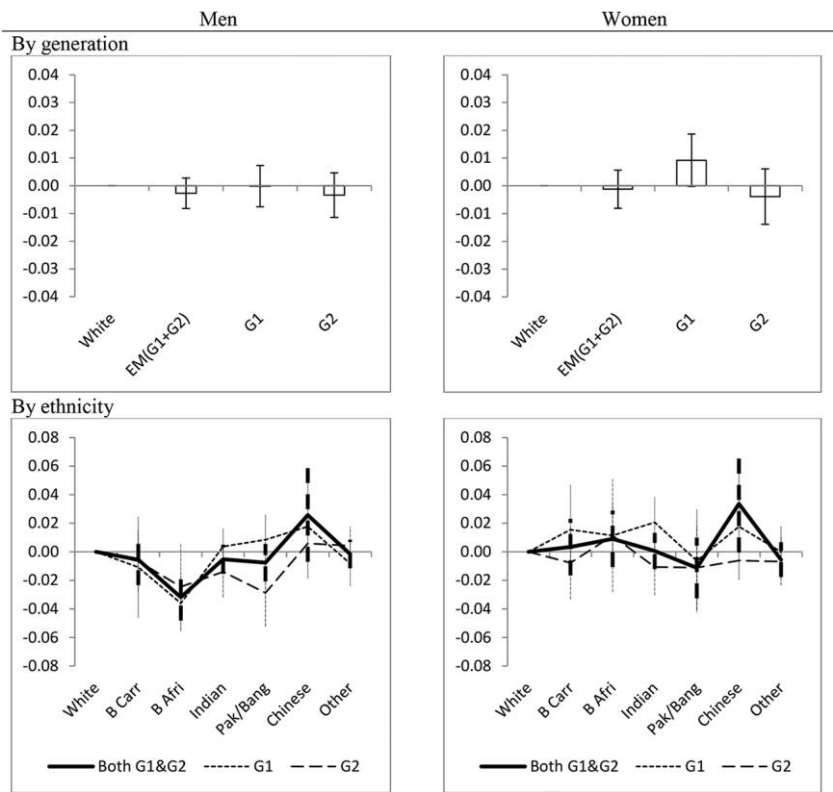 Men Women
By generation
0.04
0.03
0.02
0.01
0.00
-0.01
-0.02
-0.03
-0.04
White
EM(G1+G2)
G1
G2
0.04
0.03
0.02
0.01
0.00
-0.01
-0.02
-0.03
-0.04
White
EM(G1+G2)
G1
G2
By ethnicity
0.08
0.06
0.04
0.02
0.00
-0.02
-0.04
-0.06
-0.08
White
B Carr
B Afri
Indian
Pak/Bang
Chinese
Other
Both G1&G2 G1 G2
0.08
0.06
0.04
0.02
0.00
-0.02
-0.04
-0.06
-0.08
White
B Carr
B Afri
Indian
Pak/Bang
Chinese
Other
Both G1&G2 G1 G2